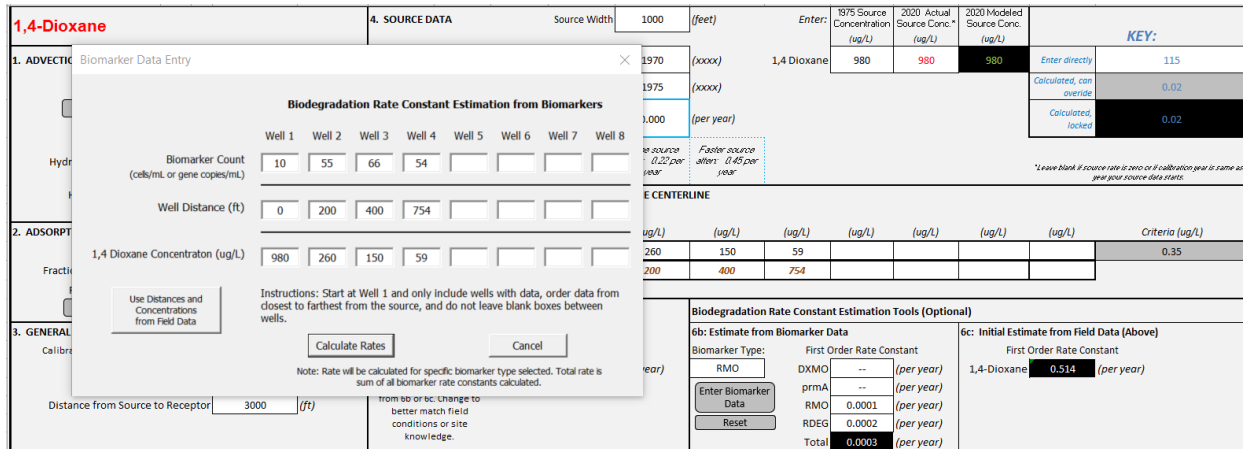 1,4-Dioxane
4. SOURCE DATA
Source Width 1000 (feet)
Enter:
1975 Source Concentration (ug/L)
2020 Actual Source Conc.* (ug/L)
2020 Modeled Source Conc. (ug/L)
KEY:
1,4 Dioxane 980 980 980
Enter directly 115
Calculated, can overide 0.02
Calculated, locked 0.02
*Leave blank if source rate is zero or if calibration year is same as
year your source data starts.
1. ADVECTIO
1970 (xxxx)
1975 (xxxx)
0.000 (per year)
source
0.22 per
year
Faster source
atten: 0.45 per
year
Hydr
Biomarker Data Entry
Biodegradation Rate Constant Estimation from Biomarkers
Well 1 Well 2 Well 3 Well 4 Well 5 Well 6 Well 7 Well 8
Biomarker Count 10 55 66 54
(cells/mL or gene copies/mL)
Well Distance (ft) 0 200 400 754
1,4 Dioxane Concentraton (ug/L) 980 260 150 59
Use Distances and
Concentrations
from Field Data
Instructions: Start at Well 1 and only include wells with data, order data from
closest to farthest from the source, and do not leave blank boxes between
wells.
Calculate Rates Cancel
Note: Rate will be calculated for specific biomarker type selected. Total rate is
sum of all biomarker rate constants calculated.
E CENTERLINE
2. ADSORPT
ug/L) (ug/L) (ug/L) (ug/L) (ug/L) (ug/L) (ug/L) Criteria (ug/L)
260 150 59 0.35
200 400 754
Fractio
3. GENERAL
Calibra
Distance from Source to Receptor 3000 (ft)
from 6b or 6c. Change to
better match field
conditions or site
knowledge.
year)
Biodegradation Rate Constant Estimation Tools (Optional)
6b: Estimate from Biomarker Data
Biomarker Type: First Order Rate Constant
RMO
Enter Biomarker
Data
Reset
DXMO -- (per year)
prmA -- (per year)
RMO 0.0001 (per year)
RDEG 0.0002 (per year)
Total 0.0003 (per year)
6c: Initial Estimate from Field Data (Above)
First Order Rate Constant
1,4-Dioxane 0.514 (per year)